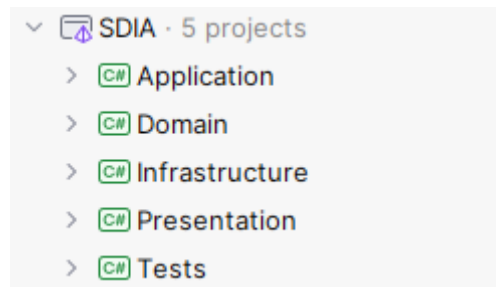 SDIA · 5 projects
C# Application
C# Domain
C# Infrastructure
C# Presentation
C# Tests